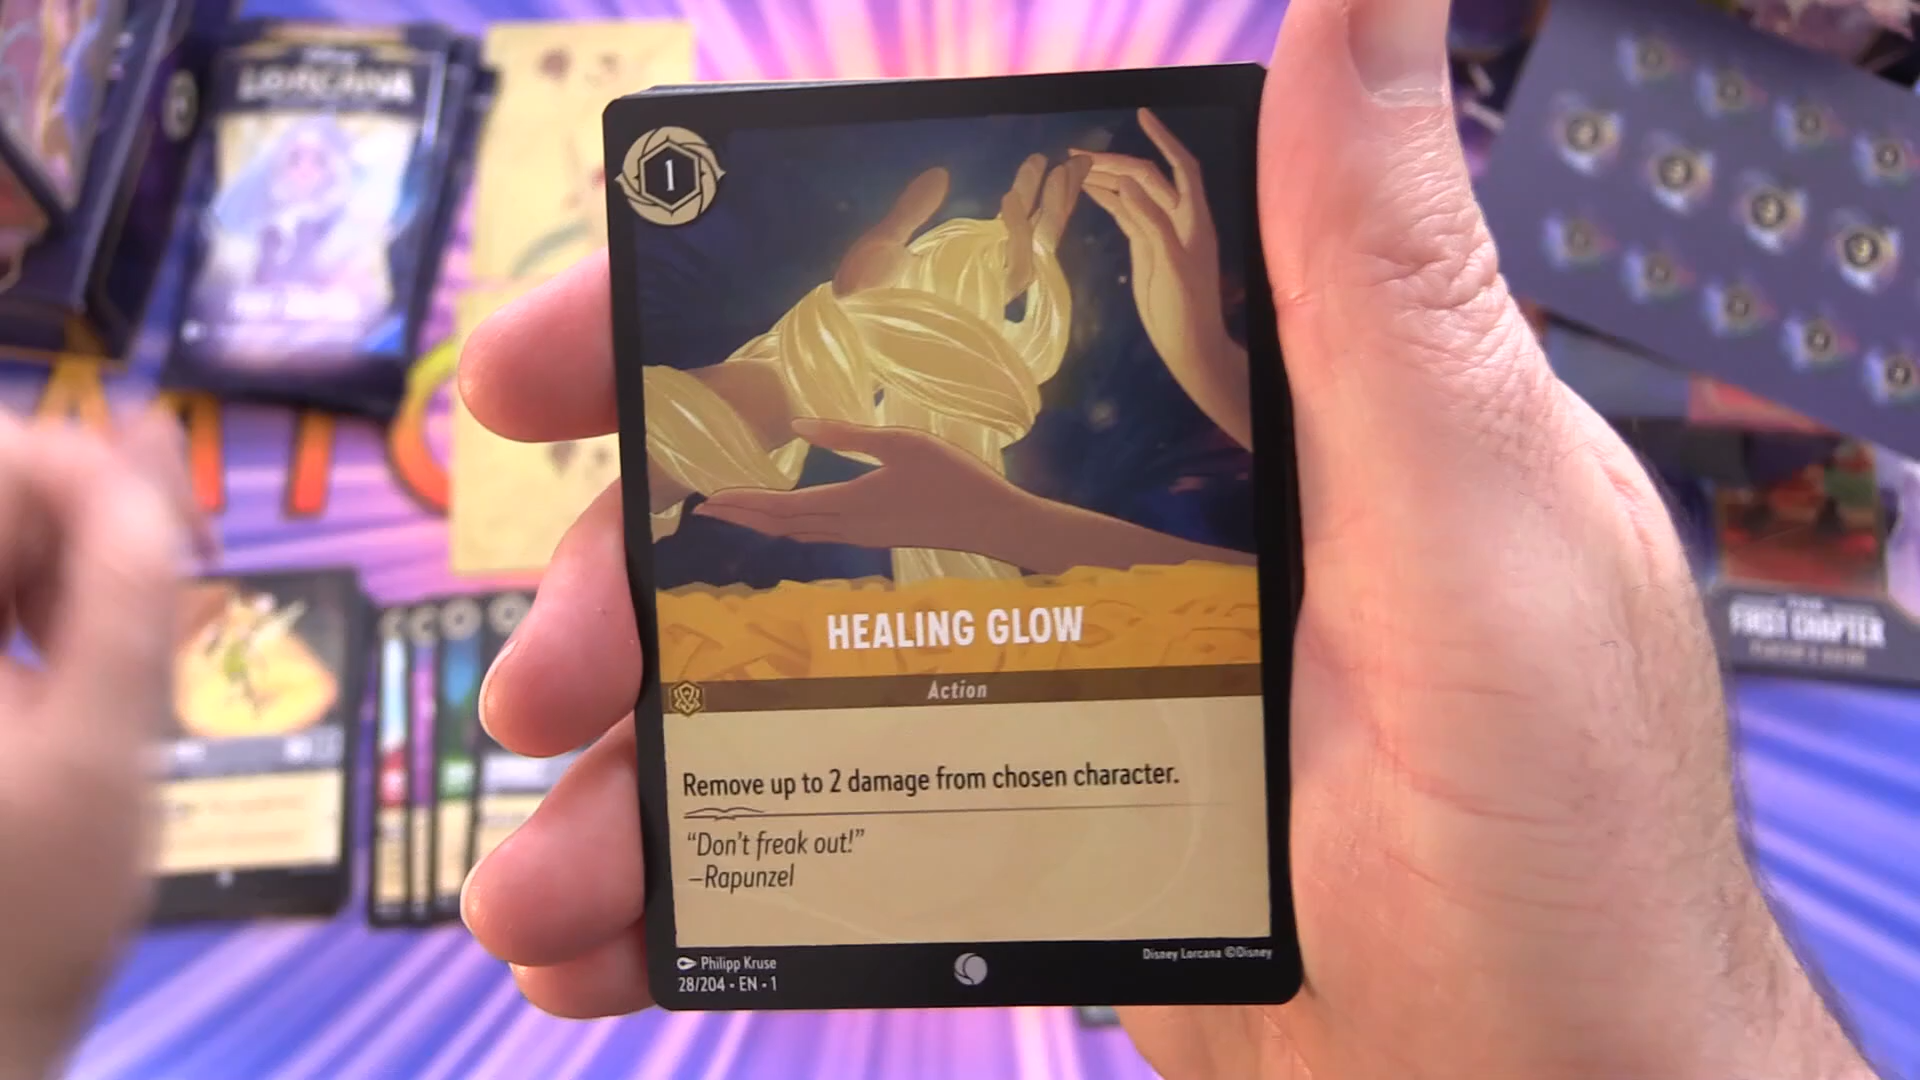 LORCANA
1
HEALING GLOW
Action
Remove up to 2 damage from chosen character.
“Don’t freak out!”
–Rapunzel
Philipp Kruse
28/204 • EN • 1
Disney Lorcana ©Disney
FIRST CHAPTER